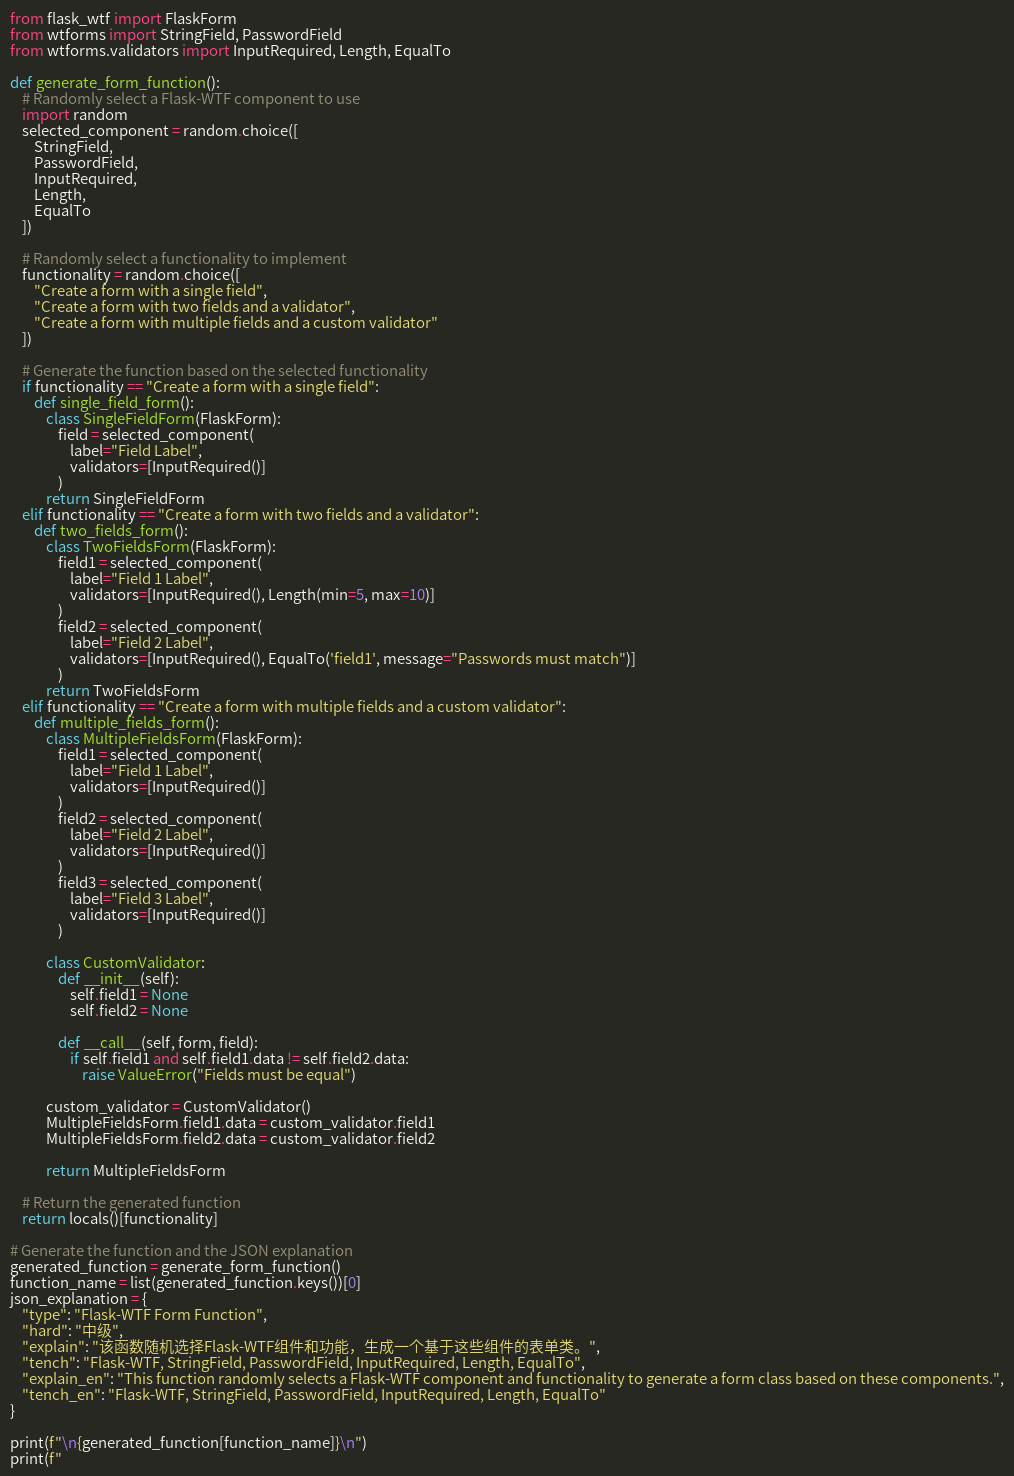 from flask_wtf import FlaskForm
from wtforms import StringField, PasswordField
from wtforms.validators import InputRequired, Length, EqualTo

def generate_form_function():
    # Randomly select a Flask-WTF component to use
    import random
    selected_component = random.choice([
        StringField,
        PasswordField,
        InputRequired,
        Length,
        EqualTo
    ])

    # Randomly select a functionality to implement
    functionality = random.choice([
        "Create a form with a single field",
        "Create a form with two fields and a validator",
        "Create a form with multiple fields and a custom validator"
    ])

    # Generate the function based on the selected functionality
    if functionality == "Create a form with a single field":
        def single_field_form():
            class SingleFieldForm(FlaskForm):
                field = selected_component(
                    label="Field Label",
                    validators=[InputRequired()]
                )
            return SingleFieldForm
    elif functionality == "Create a form with two fields and a validator":
        def two_fields_form():
            class TwoFieldsForm(FlaskForm):
                field1 = selected_component(
                    label="Field 1 Label",
                    validators=[InputRequired(), Length(min=5, max=10)]
                )
                field2 = selected_component(
                    label="Field 2 Label",
                    validators=[InputRequired(), EqualTo('field1', message="Passwords must match")]
                )
            return TwoFieldsForm
    elif functionality == "Create a form with multiple fields and a custom validator":
        def multiple_fields_form():
            class MultipleFieldsForm(FlaskForm):
                field1 = selected_component(
                    label="Field 1 Label",
                    validators=[InputRequired()]
                )
                field2 = selected_component(
                    label="Field 2 Label",
                    validators=[InputRequired()]
                )
                field3 = selected_component(
                    label="Field 3 Label",
                    validators=[InputRequired()]
                )

            class CustomValidator:
                def __init__(self):
                    self.field1 = None
                    self.field2 = None

                def __call__(self, form, field):
                    if self.field1 and self.field1.data != self.field2.data:
                        raise ValueError("Fields must be equal")

            custom_validator = CustomValidator()
            MultipleFieldsForm.field1.data = custom_validator.field1
            MultipleFieldsForm.field2.data = custom_validator.field2

            return MultipleFieldsForm

    # Return the generated function
    return locals()[functionality]

# Generate the function and the JSON explanation
generated_function = generate_form_function()
function_name = list(generated_function.keys())[0]
json_explanation = {
    "type": "Flask-WTF Form Function",
    "hard": "中级",
    "explain": "该函数随机选择Flask-WTF组件和功能，生成一个基于这些组件的表单类。",
    "tench": "Flask-WTF, StringField, PasswordField, InputRequired, Length, EqualTo",
    "explain_en": "This function randomly selects a Flask-WTF component and functionality to generate a form class based on these components.",
    "tench_en": "Flask-WTF, StringField, PasswordField, InputRequired, Length, EqualTo"
}

print(f"\n{generated_function[function_name]}\n")
print(f"